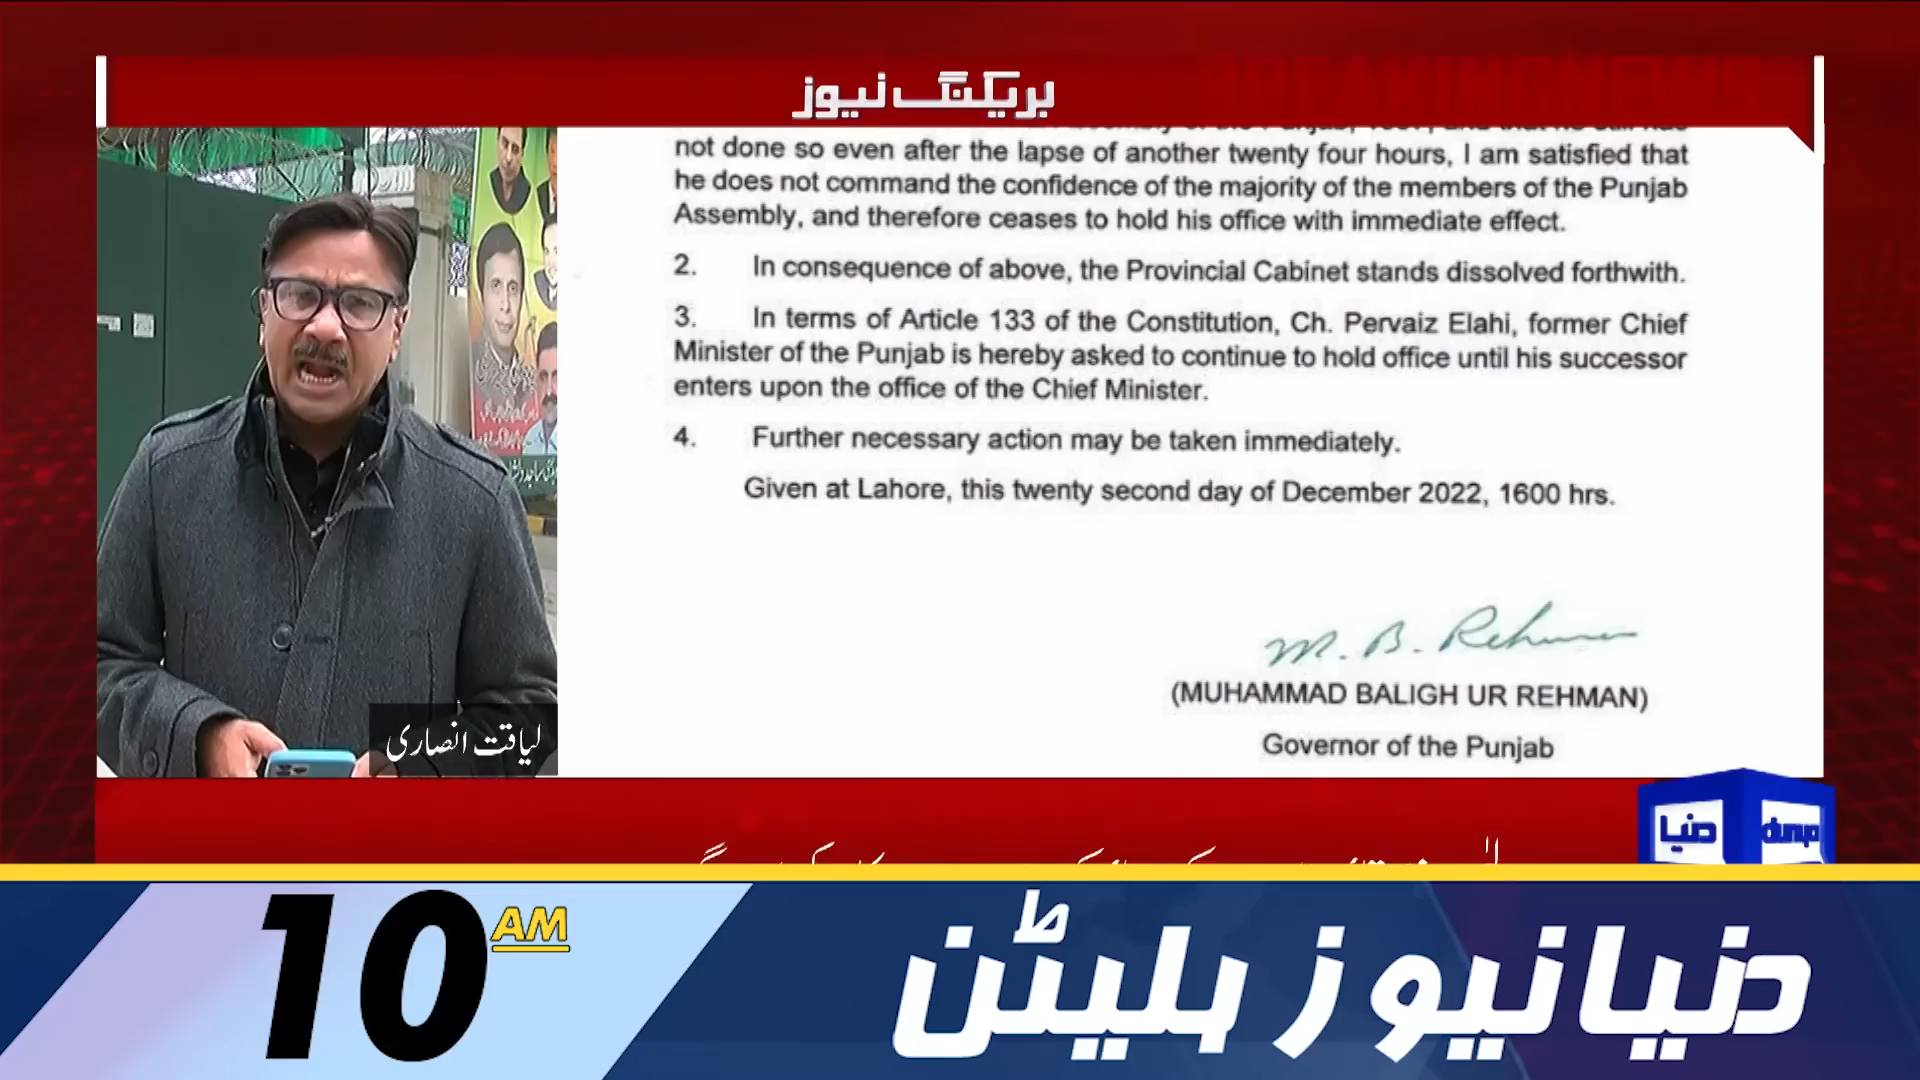 بریکنگ نیوز
not done so even after the lapse of another twenty four hours, I am satisfied that
he does not command the confidence of the majority of the members of the Punjab
Assembly, and therefore ceases to hold his office with immediate effect.
2. In consequence of above, the Provincial Cabinet stands dissolved forthwith.
3. In terms of Article 133 of the Constitution, Ch. Pervaiz Elahi, former Chief
Minister of the Punjab is hereby asked to continue to hold office until his successor
enters upon the office of the Chief Minister.
4. Further necessary action may be taken immediately.
Given at Lahore, this twenty second day of December 2022, 1600 hrs.
M. B. Rehman
(MUHAMMAD BALIGH UR REHMAN)
Governor of the Punjab
لیاقت انصاری
دنیا dunya
10 AM
دنیا نیوز بلیٹن